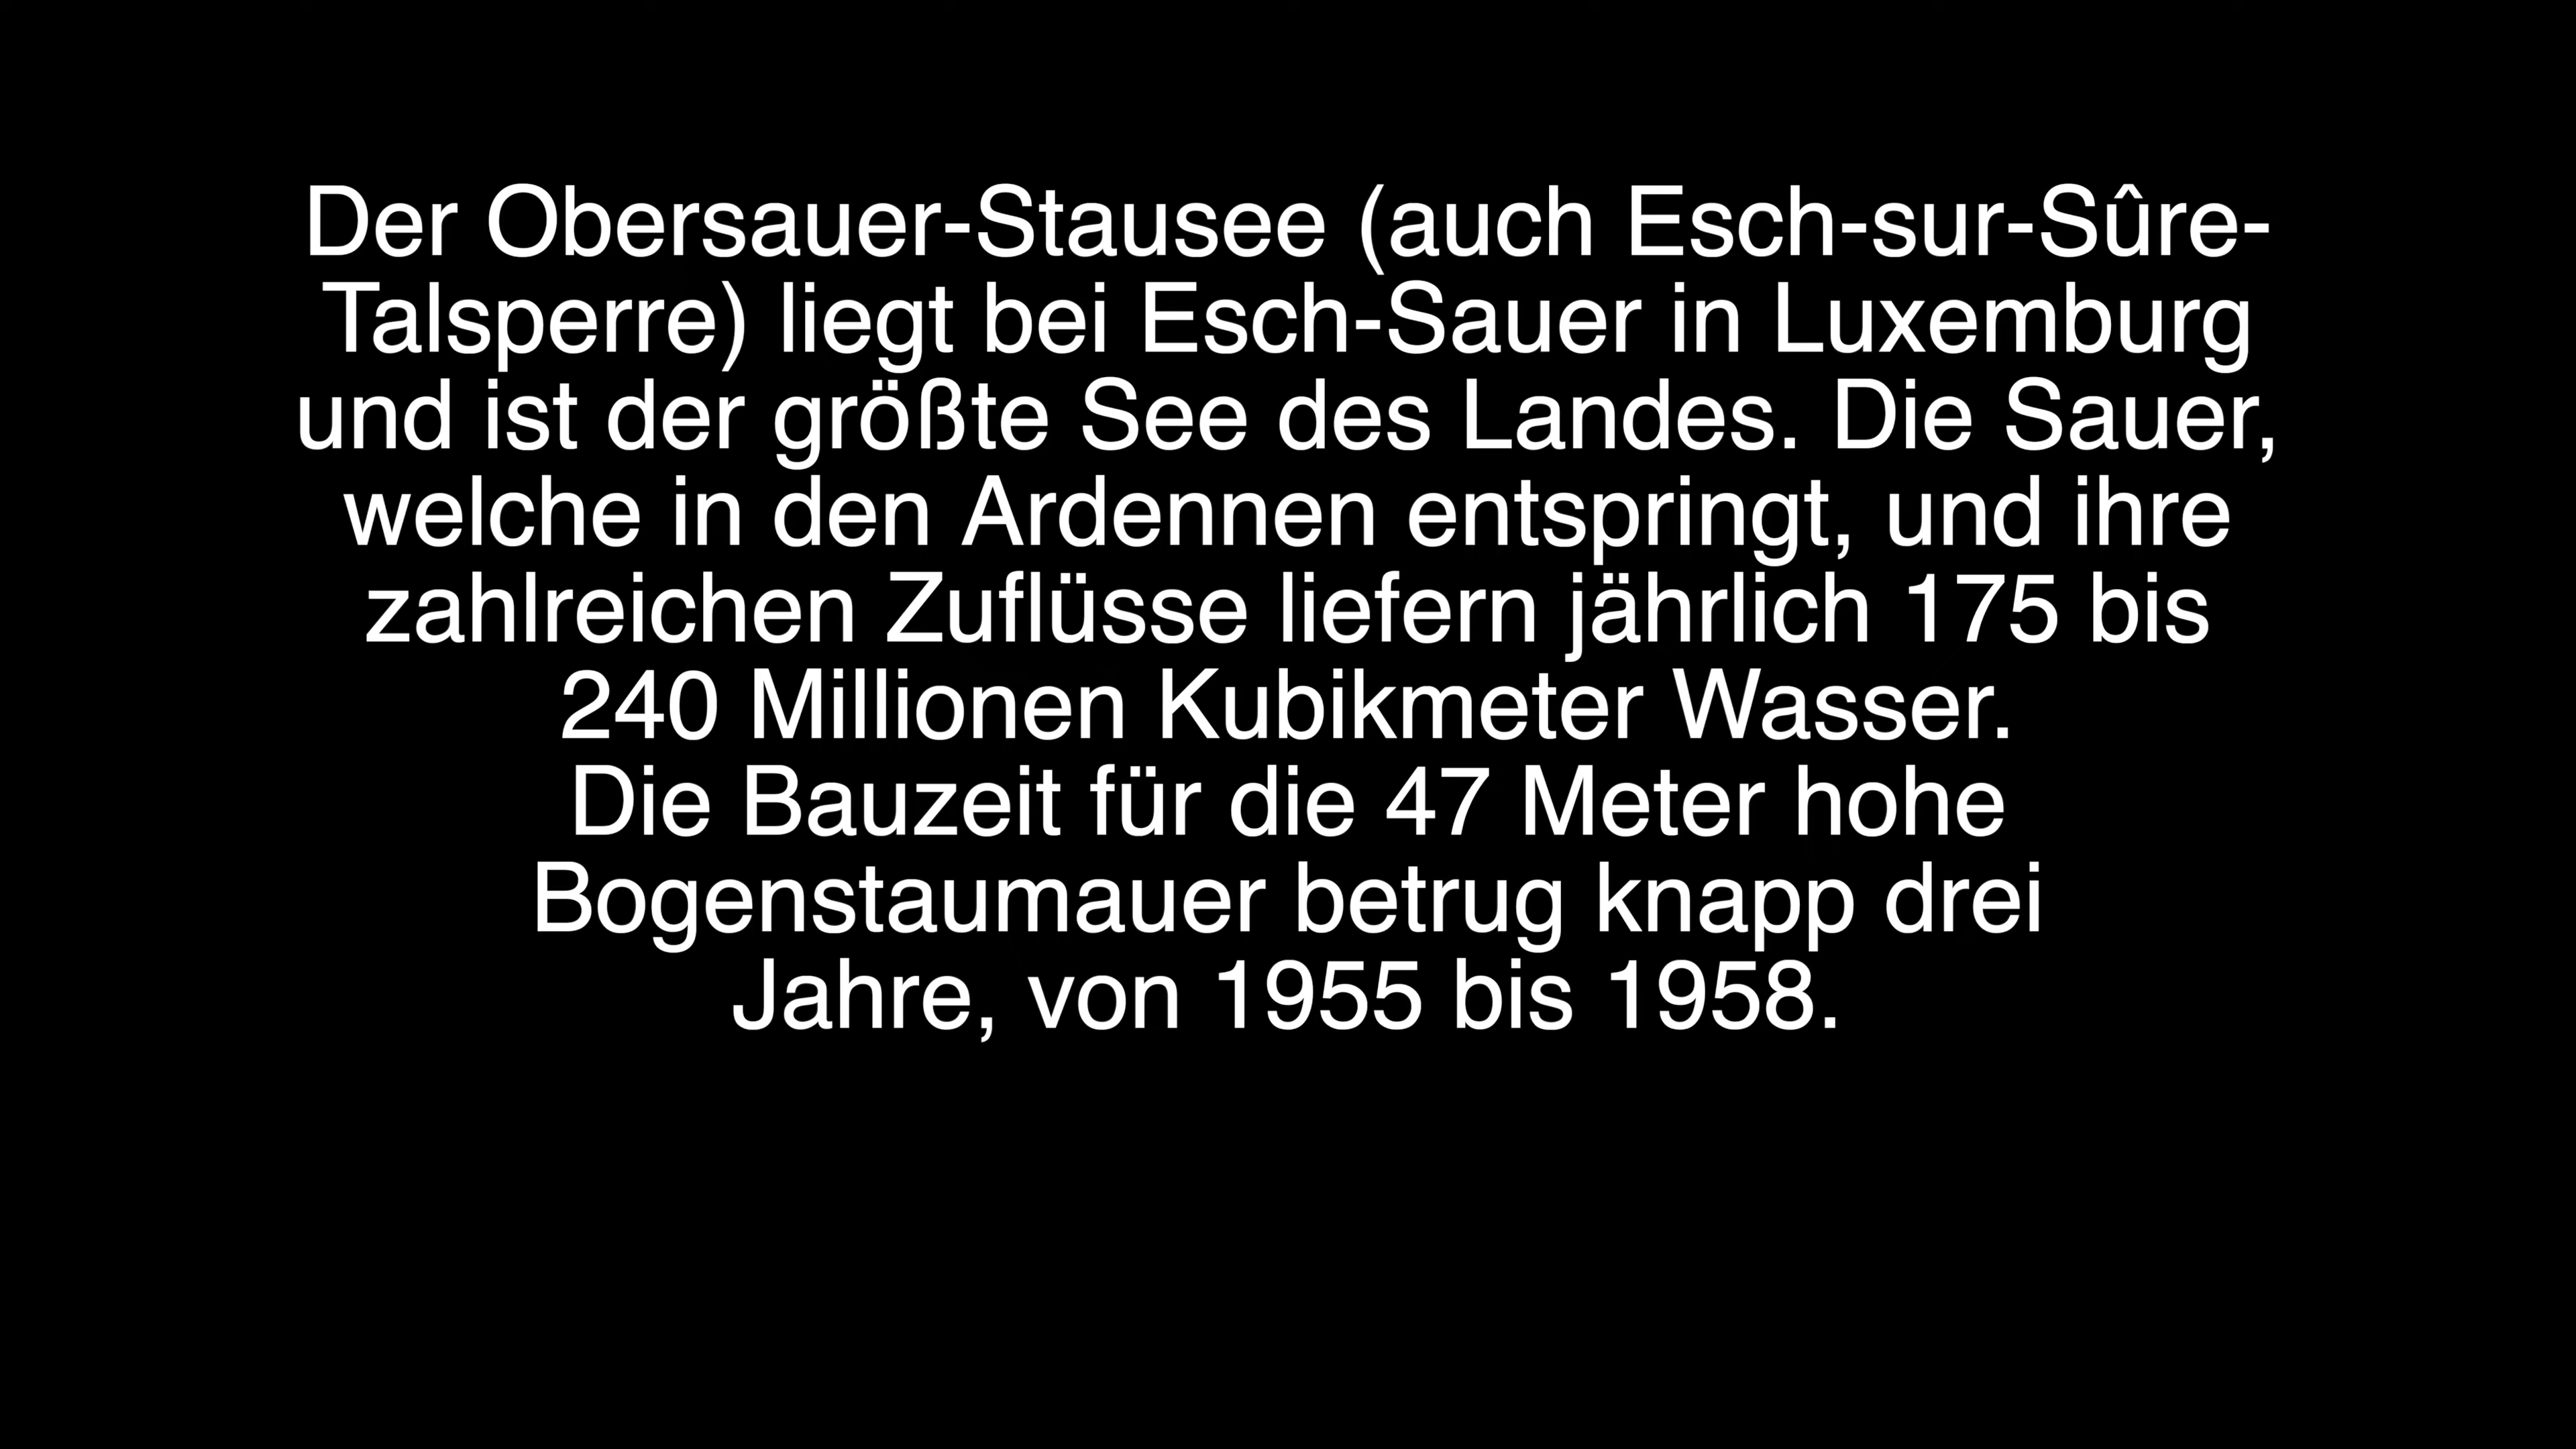 Der Obersauer-Stausee (auch Esch-sur-Sûre-
Talsperre) liegt bei Esch-Sauer in Luxemburg
und ist der größte See des Landes. Die Sauer,
welche in den Ardennen entspringt, und ihre
zahlreichen Zuflüsse liefern jährlich 175 bis
240 Millionen Kubikmeter Wasser.
Die Bauzeit für die 47 Meter hohe
Bogenstaumauer betrug knapp drei
Jahre, von 1955 bis 1958.